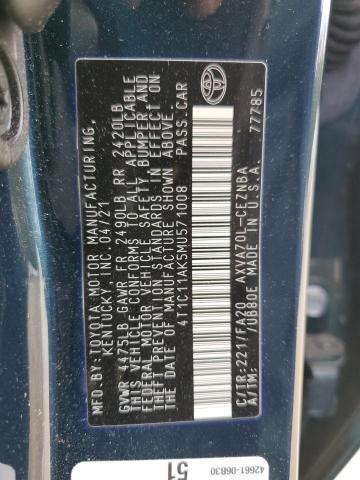 MFD.BY:TOYOTA MOTOR MANUFACTURING,
KENTUCKY, INC. 04/21
GVWR 4475LB GAWR FR 2490LB RR 2420LB
THIS VEHICLE CONFORMS TO ALL APPLICABLE
FEDERAL MOTOR VEHICLE SAFETY, BUMPER AND
THEFT PREVENTION STANDARDS IN EFFECT ON
THE DATE OF MANUFACTURE SHOWN ABOVE.
4T1C11AK5MU571008 PASS.CAR
C/TR:221/FA20 AXVA70L-CEZNBA
A/TM: -/UB80E MADE IN U.S.A.
77785
42661-06B30
51